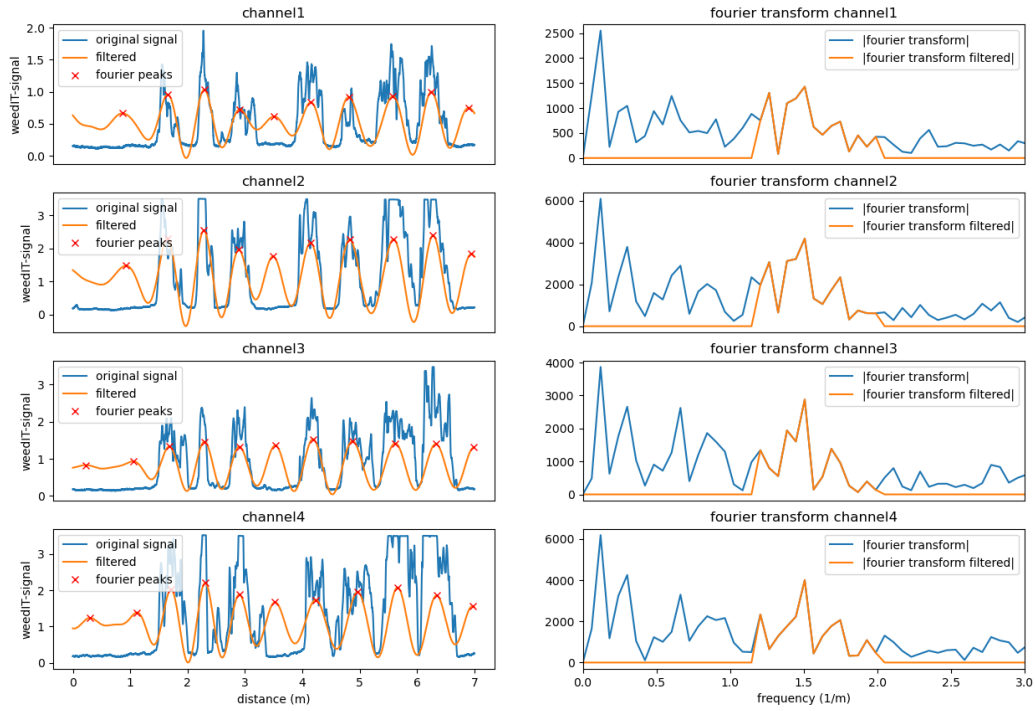 channel1
weedIT-signal
2.0
1.5
1.0
0.5
0.0
original signal
filtered
fourier peaks
fourier transform channel1
2500
2000
1500
1000
500
0
|fourier transform|
|fourier transform filtered|
channel2
weedIT-signal
3
2
1
0
original signal
filtered
fourier peaks
fourier transform channel2
6000
4000
2000
0
|fourier transform|
|fourier transform filtered|
channel3
weedIT-signal
3
2
1
0
original signal
filtered
fourier peaks
fourier transform channel3
4000
3000
2000
1000
0
|fourier transform|
|fourier transform filtered|
channel4
weedIT-signal
3
2
1
0
original signal
filtered
fourier peaks
0 1 2 3 4 5 6 7
distance (m)
fourier transform channel4
6000
4000
2000
0
|fourier transform|
|fourier transform filtered|
0.0 0.5 1.0 1.5 2.0 2.5 3.0
frequency (1/m)